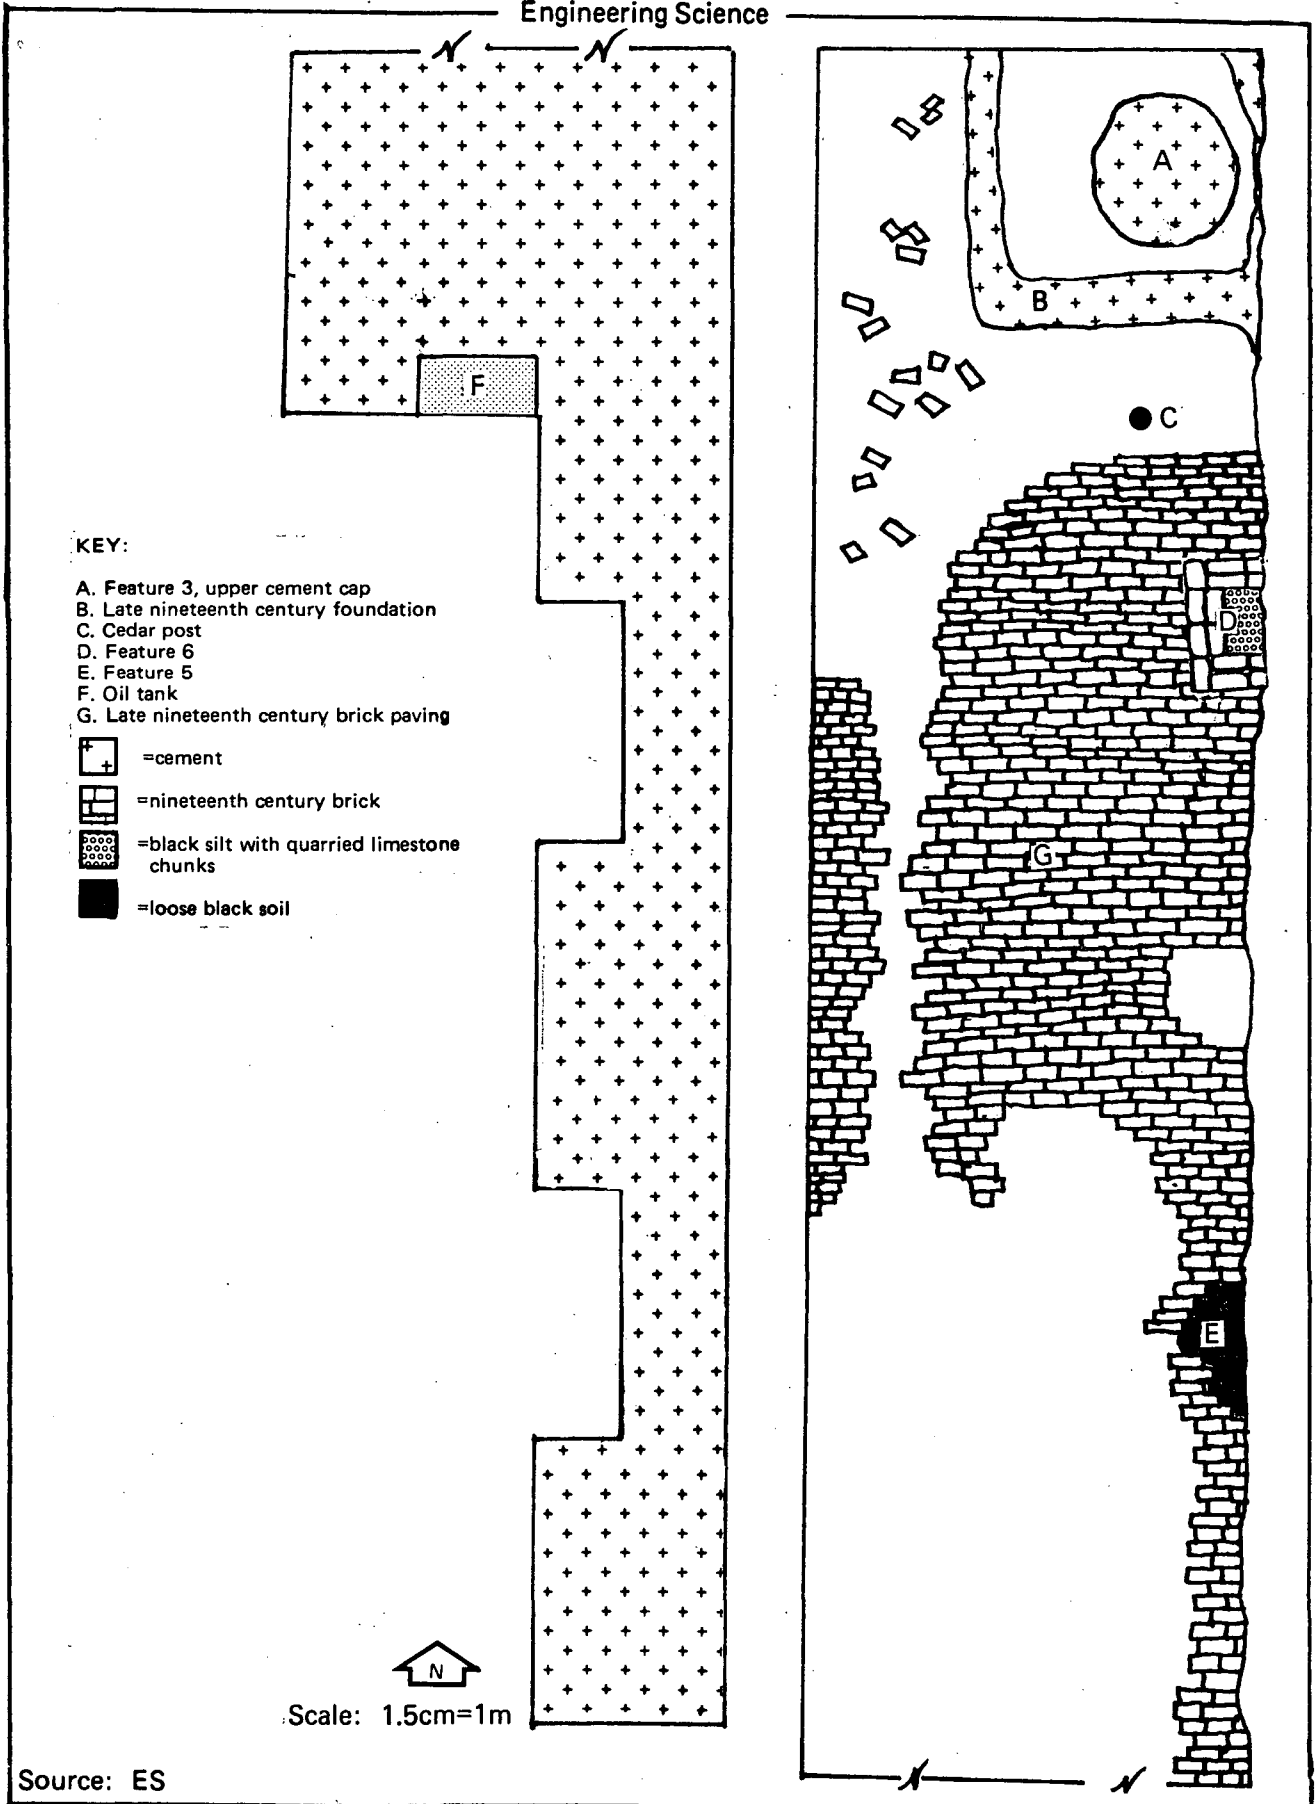 Engineering Science
A
B
C
F
KEY:
A. Feature 3, upper cement cap
B. Late nineteenth century foundation
C. Cedar post
D. Feature 6
E. Feature 5
F. Oil tank
G. Late nineteenth century brick paving
=cement
=nineteenth century brick
=black silt with quarried limestone
chunks
=loose black soil
D
G
E
N
Scale: 1.5cm=1m
Source: ES